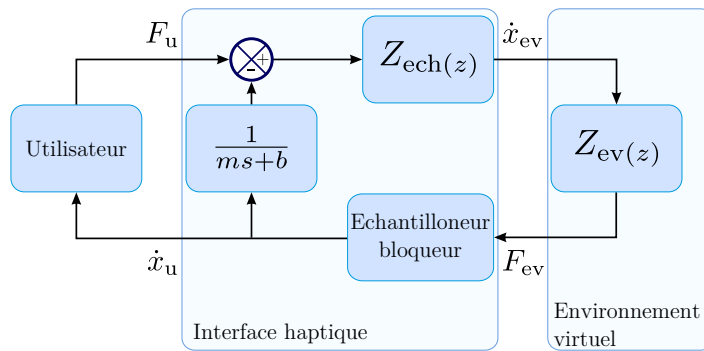 F_u
+
-
Z_ech(z)
ẋ_ev
Utilisateur
1
ms+b
Z_ev(z)
Echantilloneur
bloqueur
ẋ_u
F_ev
Interface haptique
Environnement
virtuel